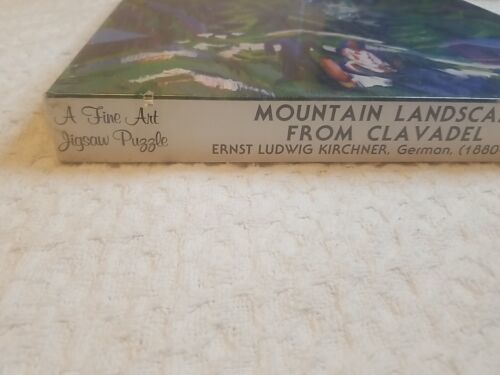 A Fine Art
Jigsaw Puzzle
MOUNTAIN LANDSCA
FROM CLAVADEL
ERNST LUDWIG KIRCHNER, German, (1880-